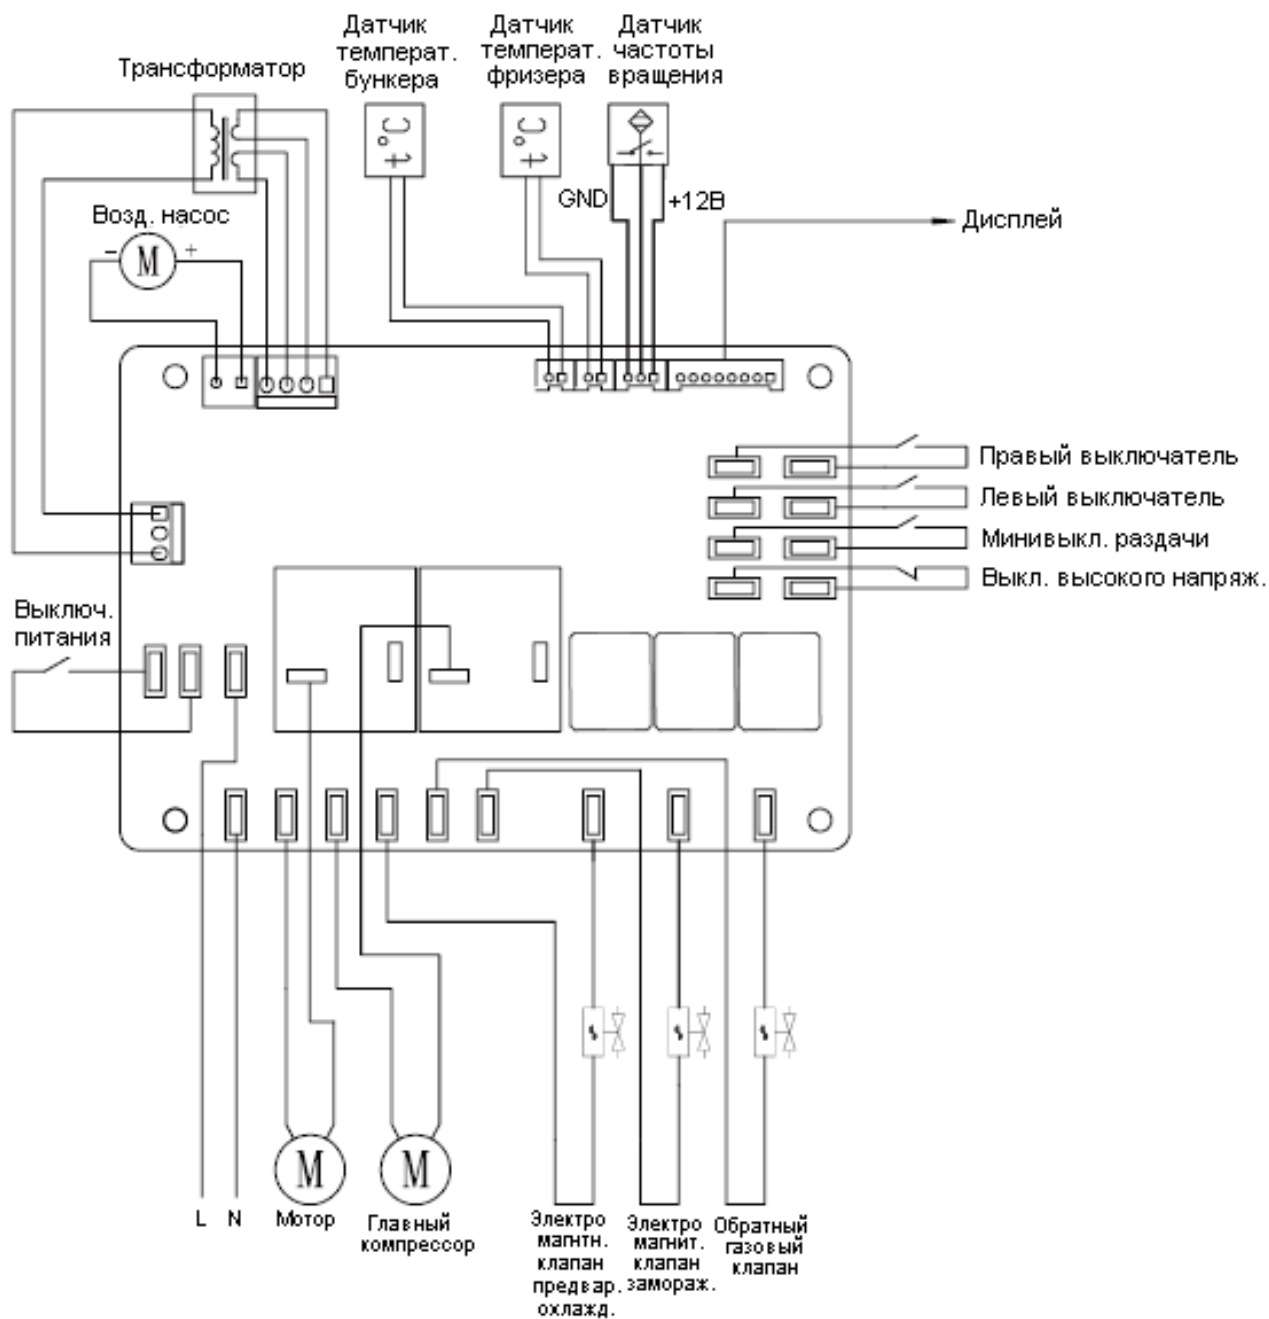 Датчик
температ.
бункера
Датчик
температ.
фризера
Датчик
частоты
вращения
Трансформатор
t°C
t°C
GND
+12В
Возд. насос
- M +
Дисплей
Правый выключатель
Левый выключатель
Минивыкл. раздачи
Выкл. высокого напряж.
Выключ.
питания
M
M
L N
Мотор
Главный
компрессор
Электро
магнтн.
клапан
предвар.
охлажд.
Электро
магнит.
клапан
замораж.
Обратный
газовый
клапан